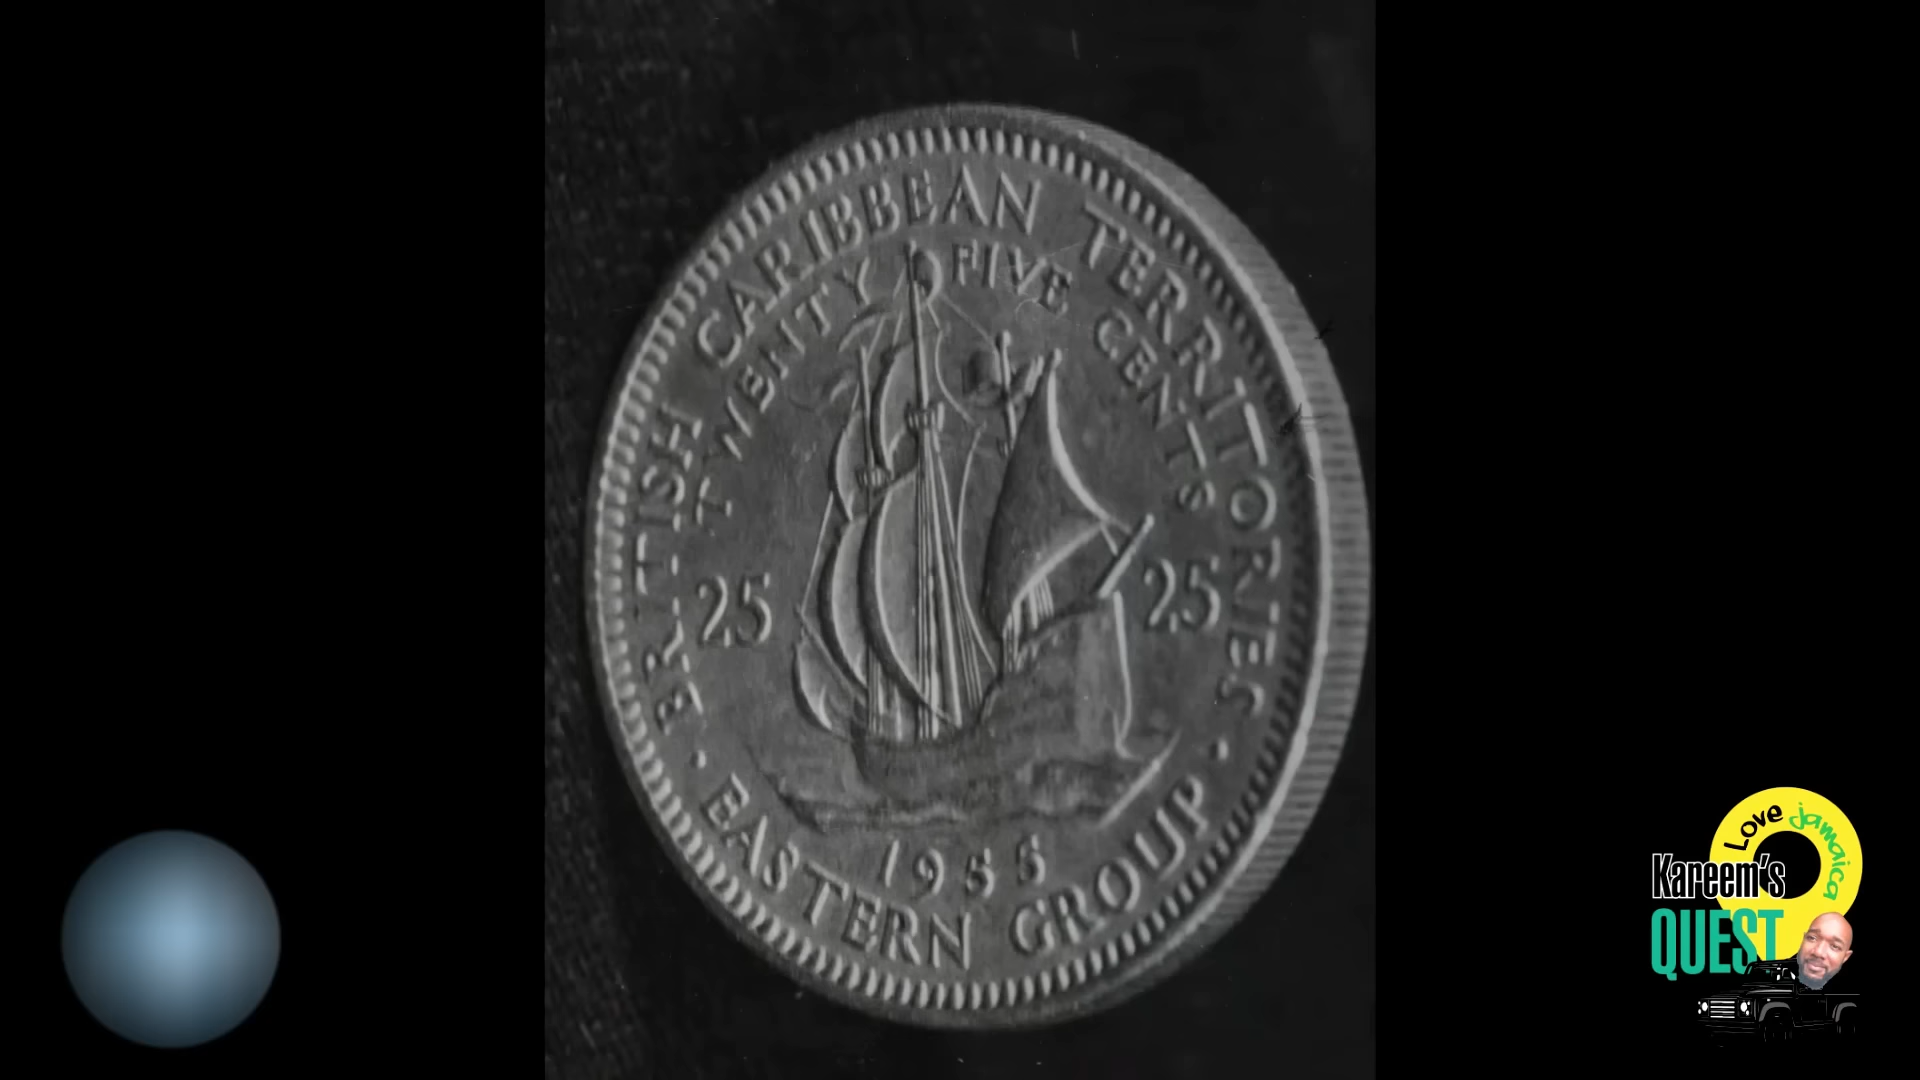 BRITISH CARIBBEAN TERRITORIES
TWENTY FIVE CENTS
25
25
1955
· EASTERN GROUP ·
Love jamaica
Kareem's
QUEST